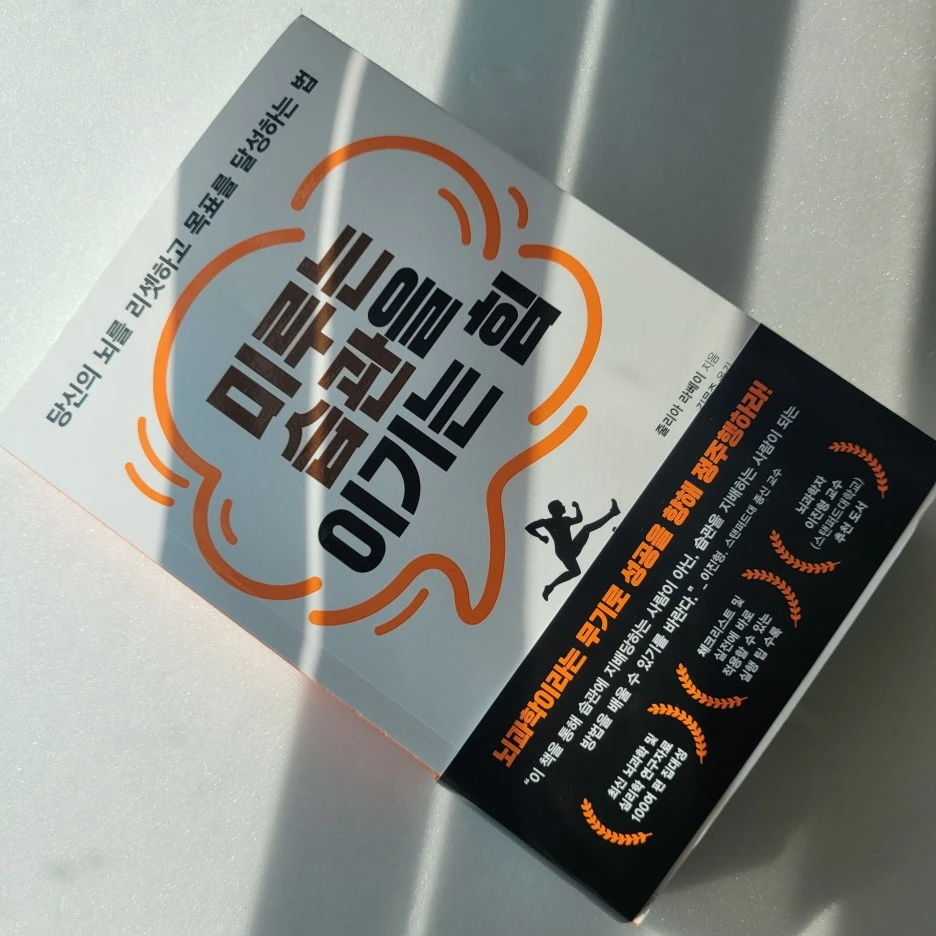 당신의 뇌를 리셋하고 목표를 달성하는 법
미루는
습관을
이기는 힘
줄리아 라베이 지음
뇌과학이라는 무기로 성공을 향해 정주행하라!
“이 책을 통해 습관에 지배당하는 사람이 아닌, 습관을 지배하는 사람이 되는
방법을 배울 수 있기를 바란다.” _이진형, 스탠퍼드대 종신 교수
최신 뇌과학 및
심리학 연구자료
100여 편 집대성
체크리스트 및
실전에 바로
적용할 수 있는
실행 팁 수록
뇌과학자
이진형 교수
(스탠퍼드대학교)
추천 도서